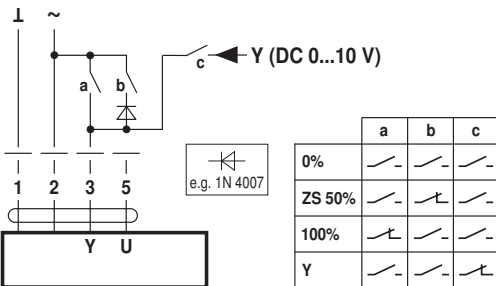 ⊥ ~
a b c Y (DC 0...10 V)
1 2 3 5
Y U
e.g. 1N 4007
a b c
0%
ZS 50%
100%
Y